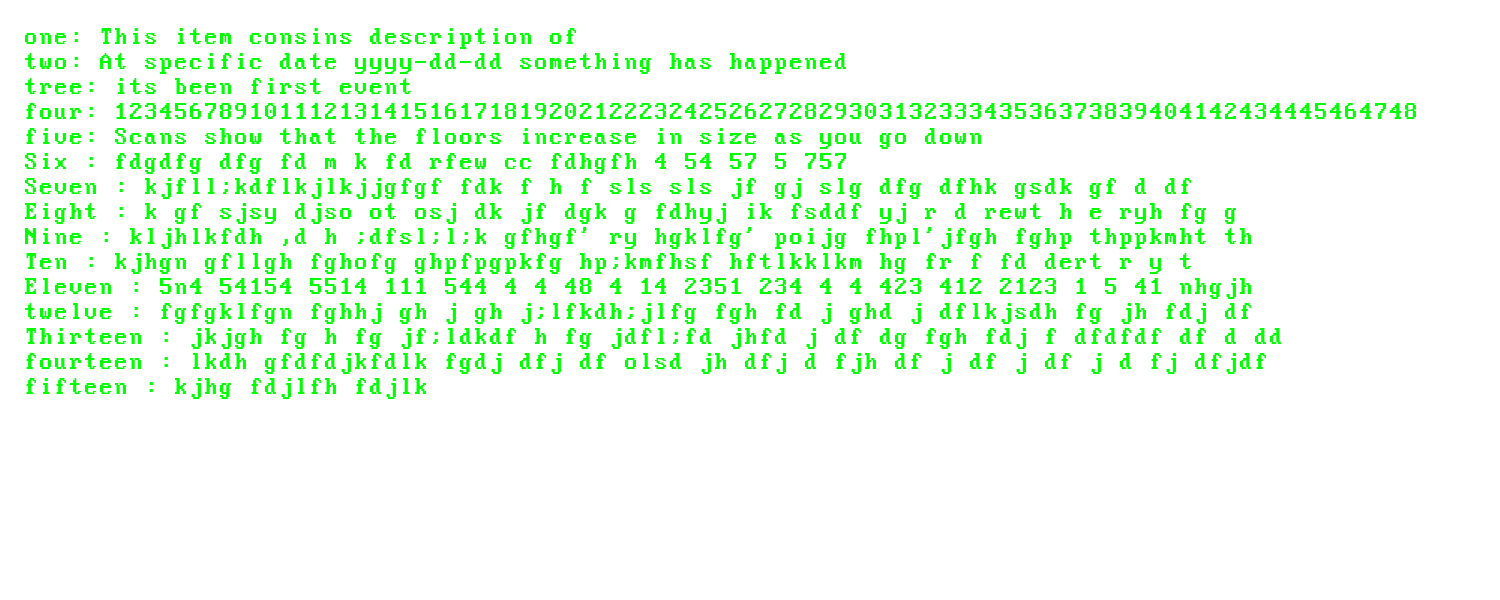 one: This item consins description of
two: At specific date yyyy-dd-dd something has happened
tree: its been first event
four: 123456789101112131415161718192021222324252627282930313233343536373839404142434445464748
five: Scans show that the floors increase in size as you go down
Six : fdgdfg dfg fd m k fd rfew cc fdhgfh 4 54 57 5 757
Seven : kjfll;kdflkjlkjjgfgf fdk f h f sls sls jf gj slg dfg dfhk gsdk gf d df
Eight : k gf sjsy djso ot osj dk jf dgk g fdhyj ik fsddf yj r d rewt h e ryh fg g
Nine : kljhlkfdh ,d h ;dfsl;l;k gfhgf' ry hgklfg' poijg fhpl'jfgh fghp thppkmht th
Ten : kjhgn gfllgh fghofg ghpfpgpkfg hp;kmfhsf hftlkklkm hg fr f fd dert r y t
Eleven : 5n4 54154 5514 111 544 4 4 48 4 14 2351 234 4 4 423 412 2123 1 5 41 nhgjh
twelve : fgfgklfgn fghhj gh j gh j;lfkdh;jlfg fgh fd j ghd j dflkjsdh fg jh fdj df
Thirteen : jkjgh fg h fg jf;ldkdf h fg jdfl;fd jhfd j df dg fgh fdj f dfdfdf df d dd
fourteen : lkdh gfdfdjkfdlk fgdj dfj df olsd jh dfj d fjh df j df j df j d fj dfjdf
fifteen : kjhg fdjlfh fdjlk